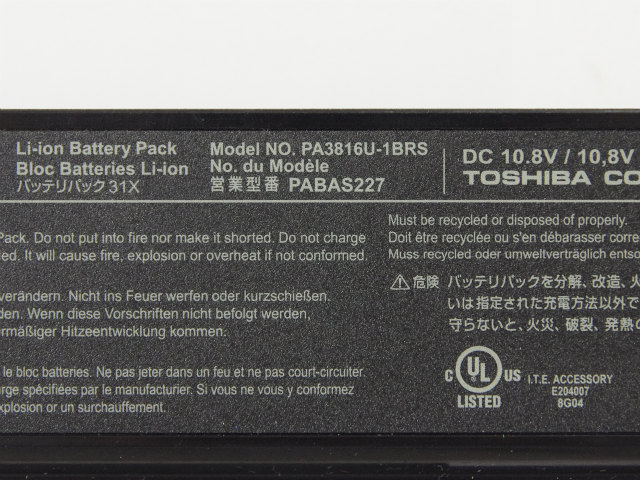 Li-ion Battery Pack
Bloc Batteries Li-ion
バッテリパック 31X
Model NO. PA3816U-1BRS
No. du Modèle
営業型番 PABAS227
DC 10.8V / 10,8V
TOSHIBA CO
Pack. Do not put into fire nor make it shorted. Do not charge
ed. It will cause fire, explosion or overheat if not conformed.
verändern. Nicht ins Feuer werfen oder kurzschießen.
den. Wenn diese Vorschriften nicht befolgt werden,
ermäßiger Hitzeentwicklung kommen.
le bloc batteries. Ne pas jeter dans un feu et ne pas court-circuiter
arge spécifiés par le manufacturier. Si vous ne vous y conformez
explosion or un surchauffement.
Must be recycled or disposed of properly.
Doit être recyclée ou s'en débarasser correc
Muss recycled oder umweltverträglich entso
⚠危険 バッテリパックを分解、改造、火
いは指定された充電方法以外で
守らないと、火災、破裂、発熱の
C UL US
LISTED
I.T.E. ACCESSORY
E204007
8G04